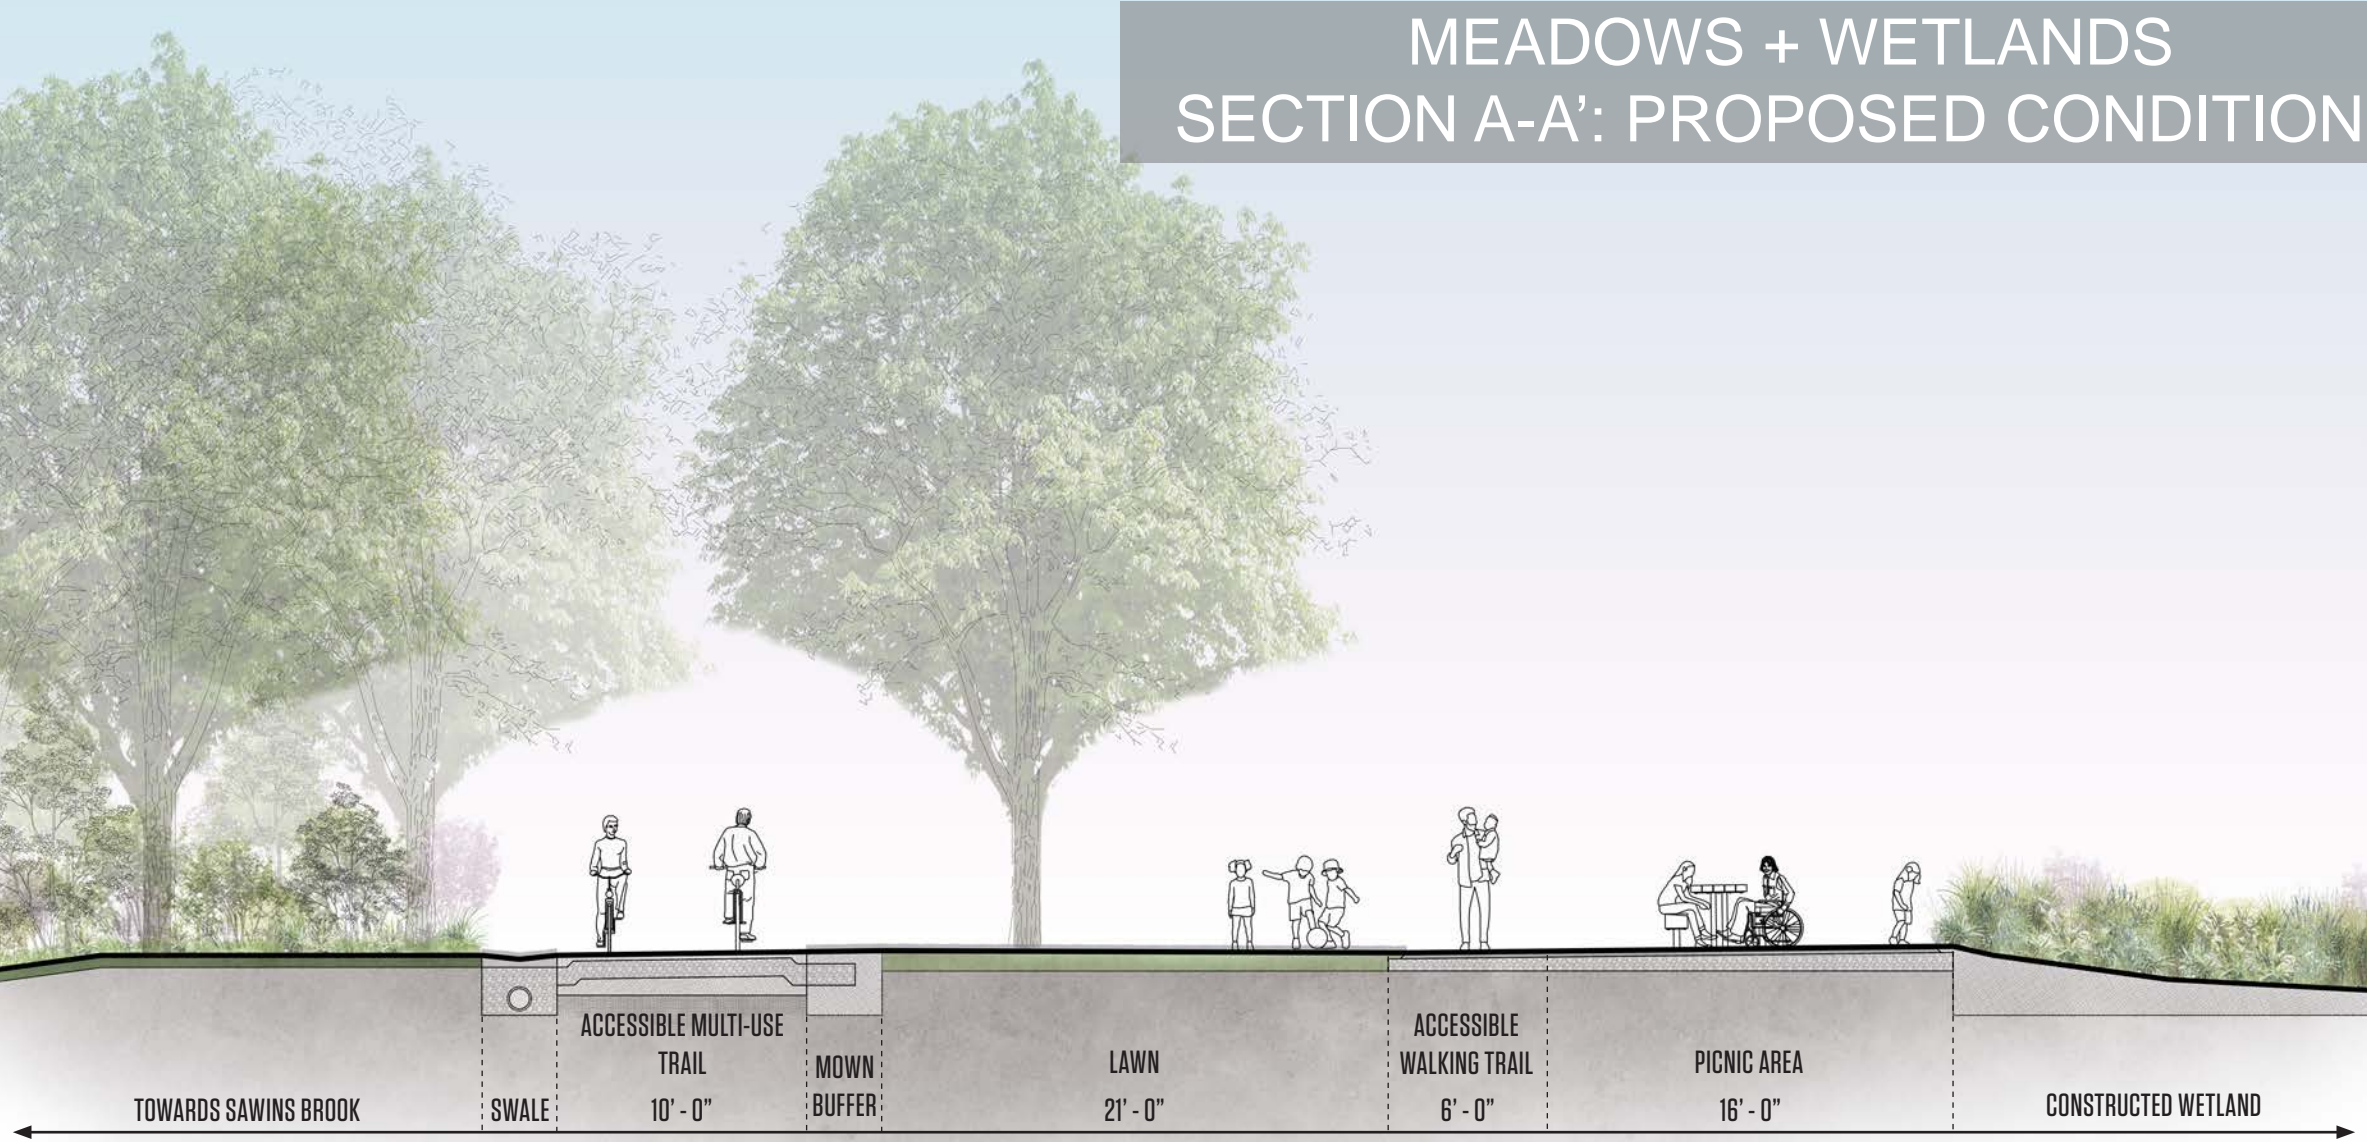 MEADOWS + WETLANDS
SECTION A-A': PROPOSED CONDITION
TOWARDS SAWINS BROOK
SWALE
ACCESSIBLE MULTI-USE
TRAIL
10' - 0"
MOWN
BUFFER
LAWN
21' - 0"
ACCESSIBLE
WALKING TRAIL
6' - 0"
PICNIC AREA
16' - 0"
CONSTRUCTED WETLAND